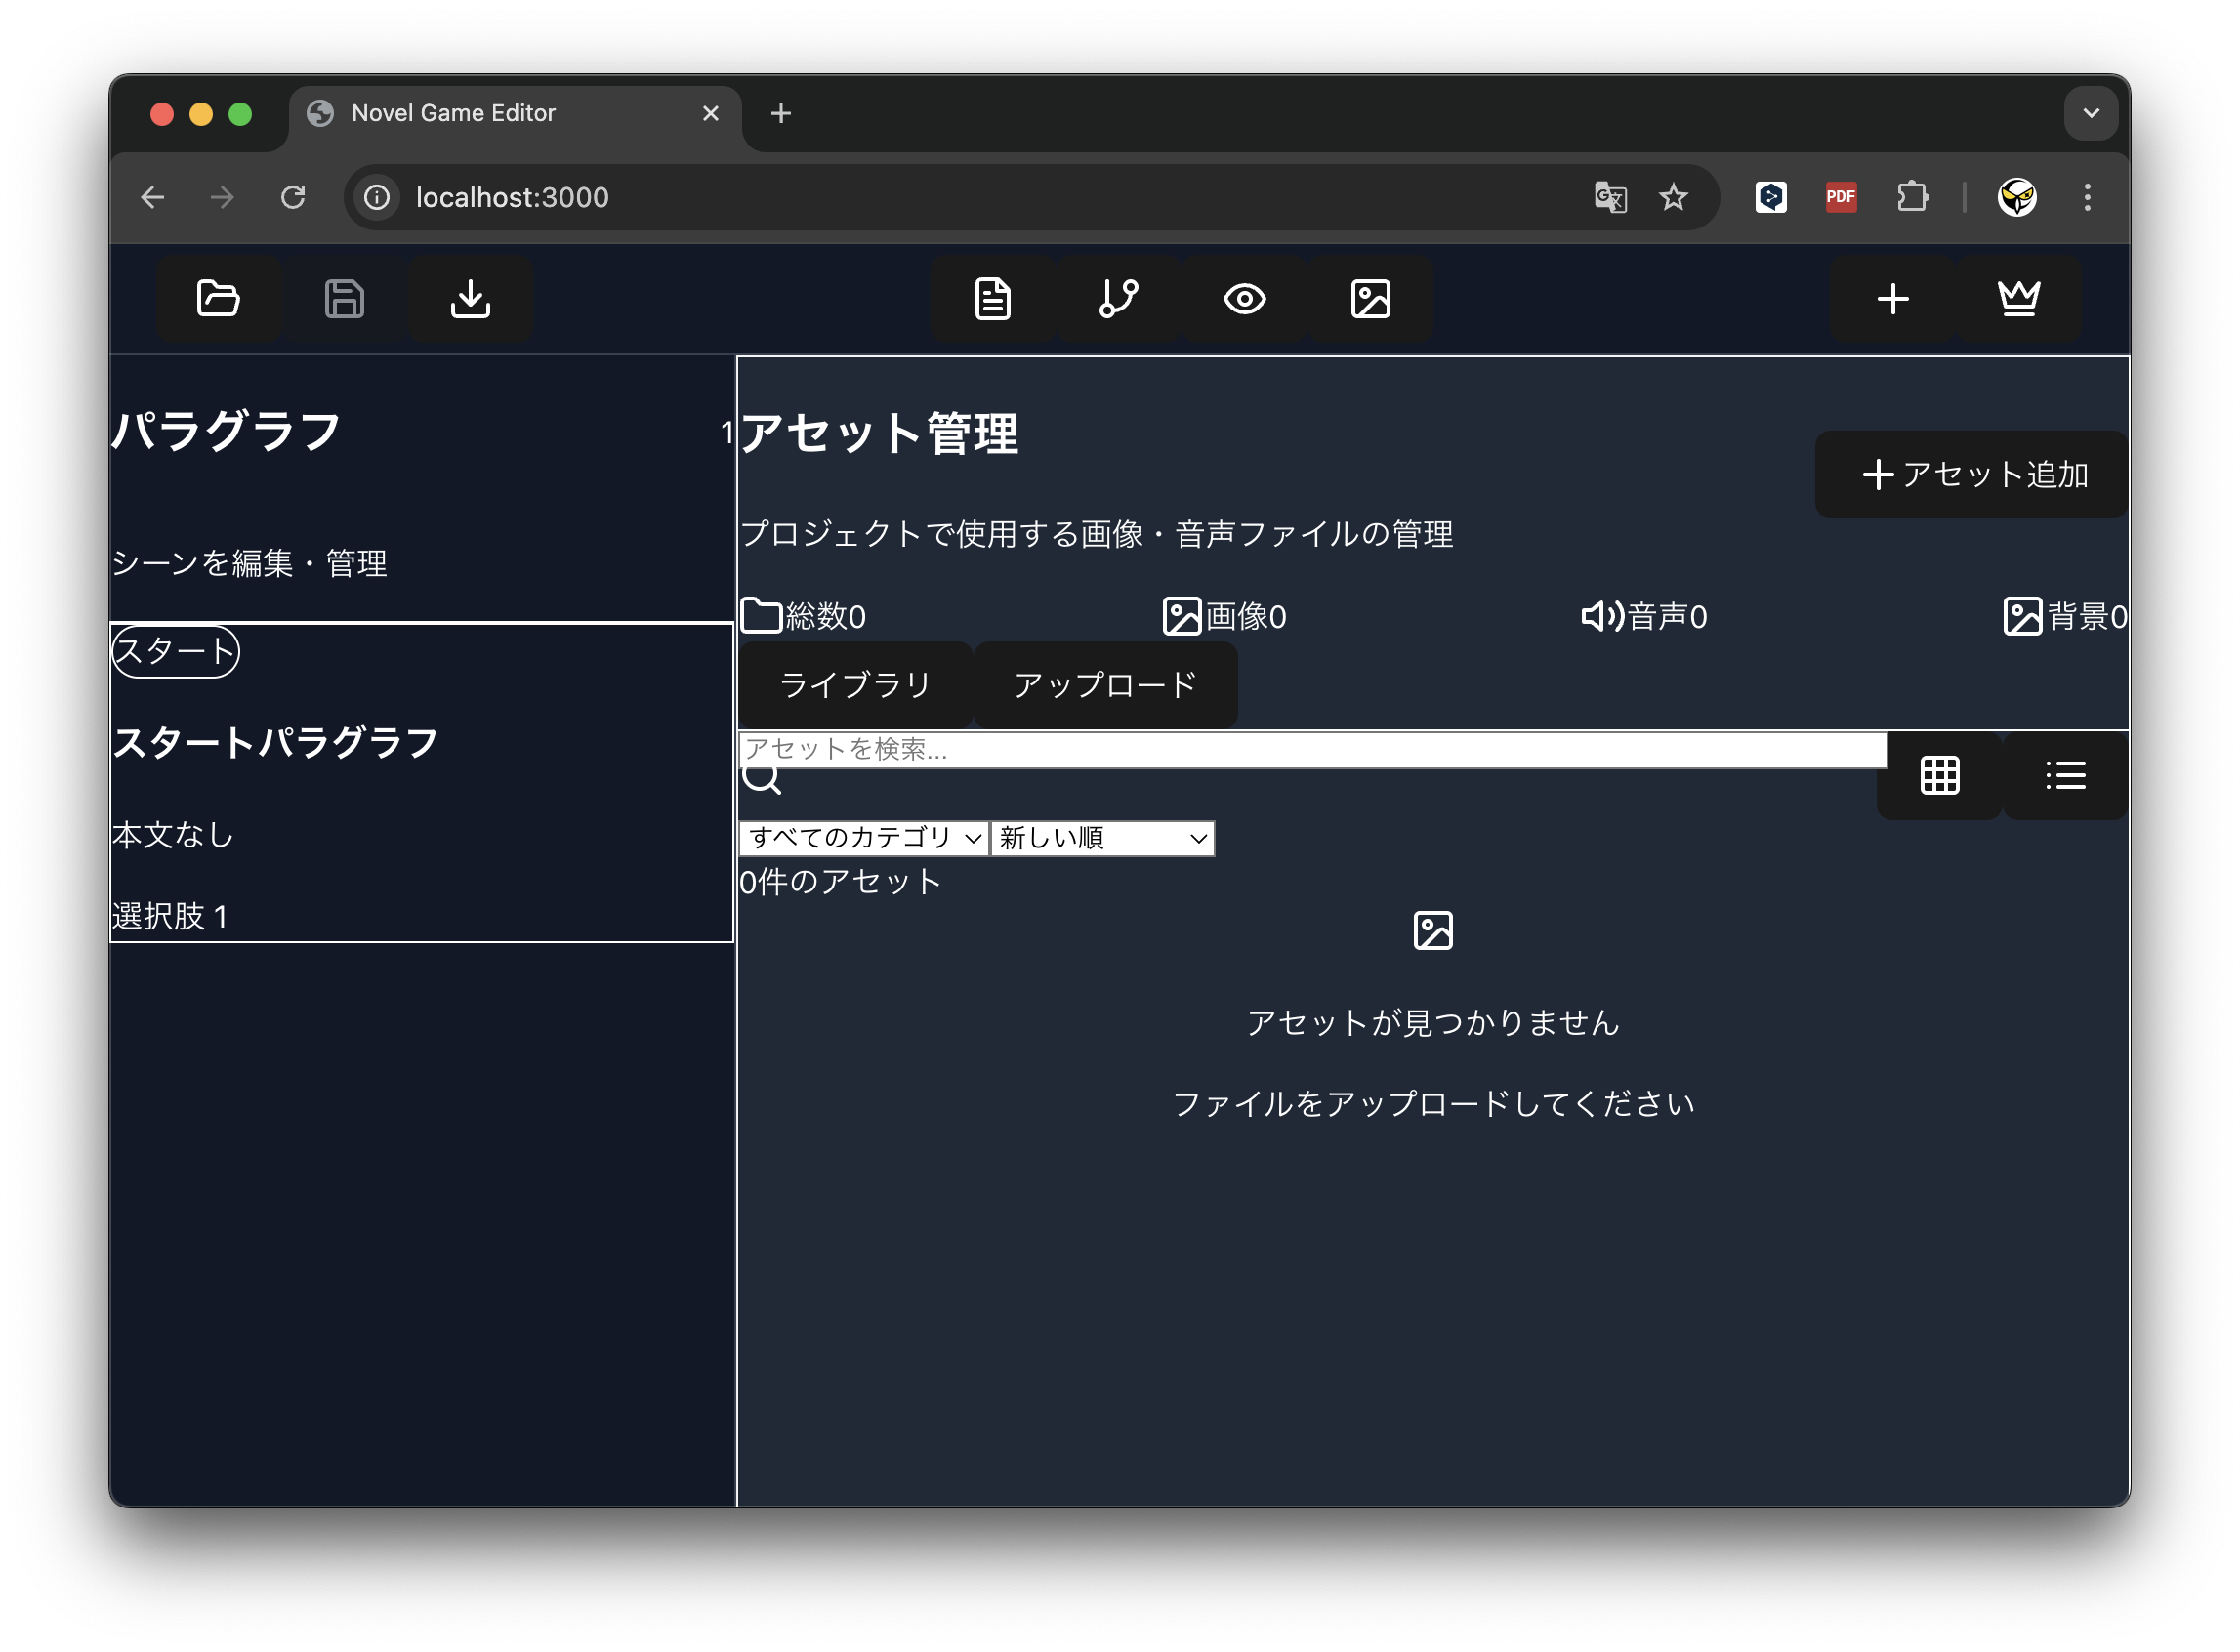 Novel Game Editor
localhost:3000
PDF
パラグラフ 1
シーンを編集・管理
スタート
スタートパラグラフ
本文なし
選択肢 1
アセット管理
アセット追加
プロジェクトで使用する画像・音声ファイルの管理
総数0 画像0 音声0 背景0
ライブラリ アップロード
アセットを検索...
すべてのカテゴリ 新しい順
0件のアセット
アセットが見つかりません
ファイルをアップロードしてください